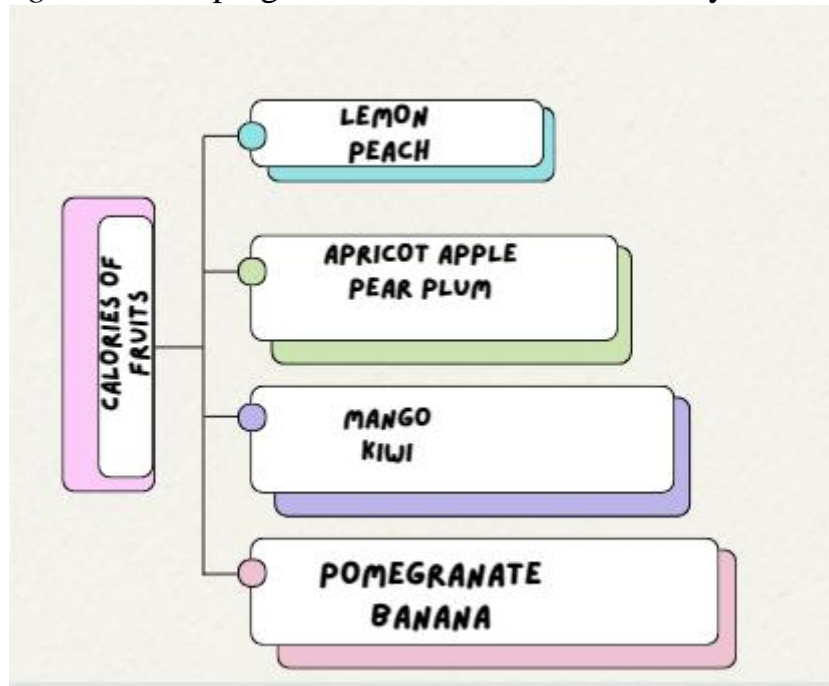 CALORIES OF
FRUITS
LEMON
PEACH
APRICOT APPLE
PEAR PLUM
MANGO
KIWI
POMEGRANATE
BANANA